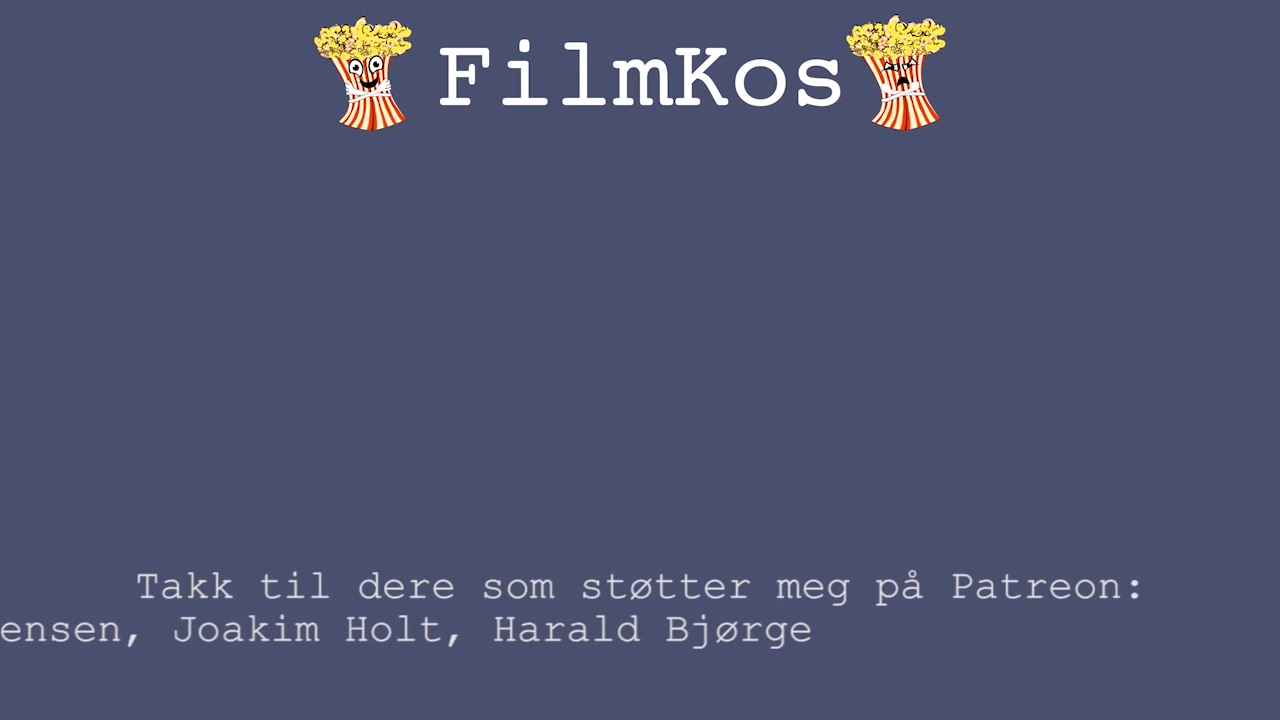 FilmKos
Takk til dere som støtter meg på Patreon:
ensen, Joakim Holt, Harald Bjørge